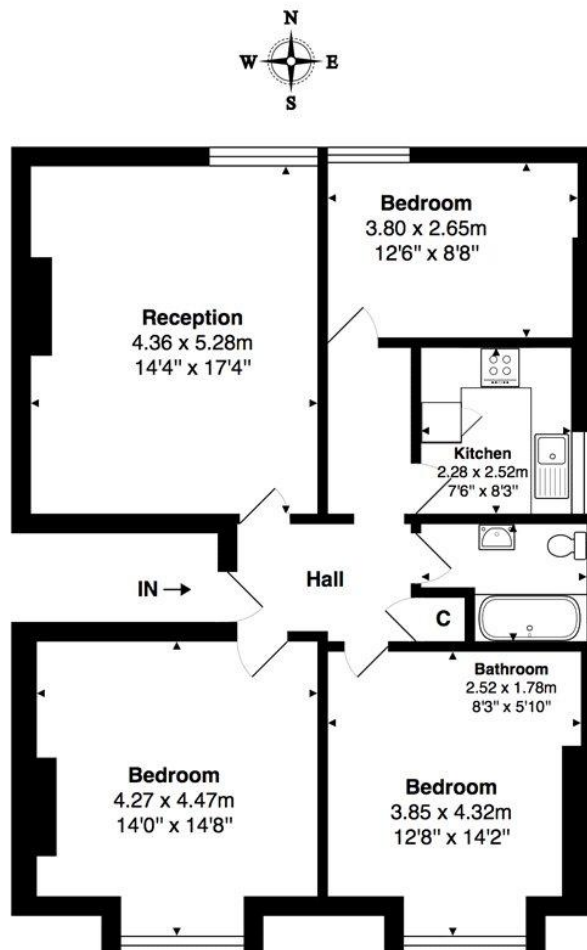 N
W E
S
Bedroom
3.80 x 2.65m
12'6" x 8'8"
Reception
4.36 x 5.28m
14'4" x 17'4"
Kitchen
2.28 x 2.52m
7'6" x 8'3"
IN →
Hall
C
Bathroom
2.52 x 1.78m
8'3" x 5'10"
Bedroom
4.27 x 4.47m
14'0" x 14'8"
Bedroom
3.85 x 4.32m
12'8" x 14'2"